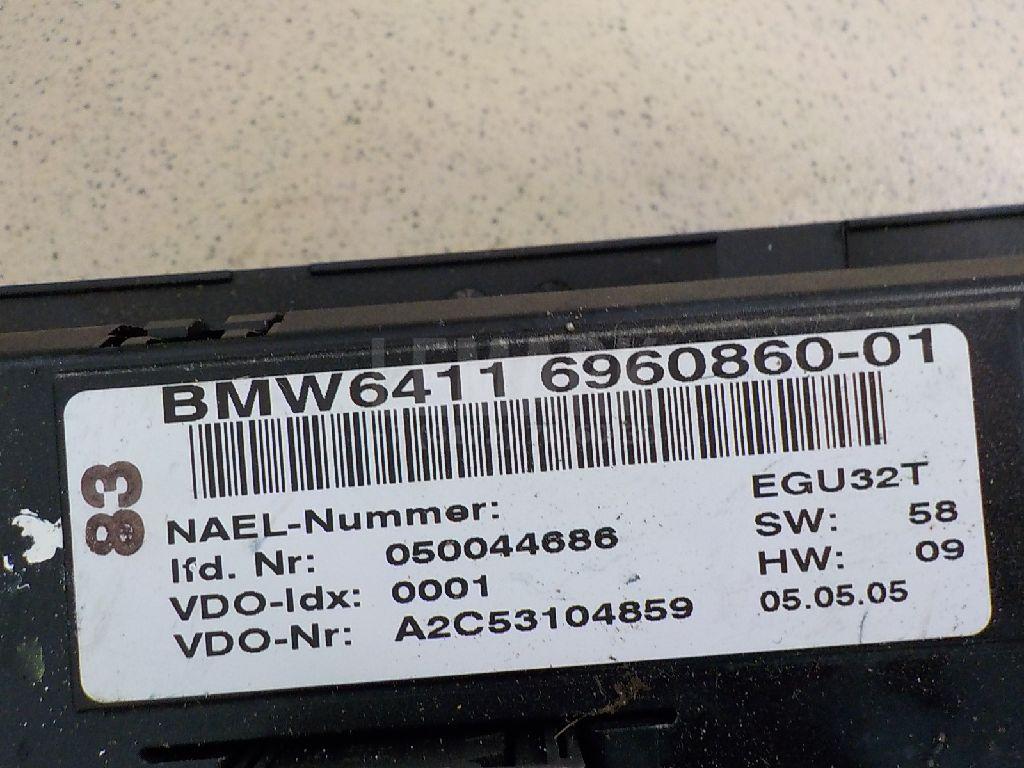 BMW6411 6960860-01
83
NAEL-Nummer:
lfd. Nr: 050044686
VDO-Idx: 0001
VDO-Nr: A2C53104859
EGU32T
SW: 58
HW: 09
05.05.05